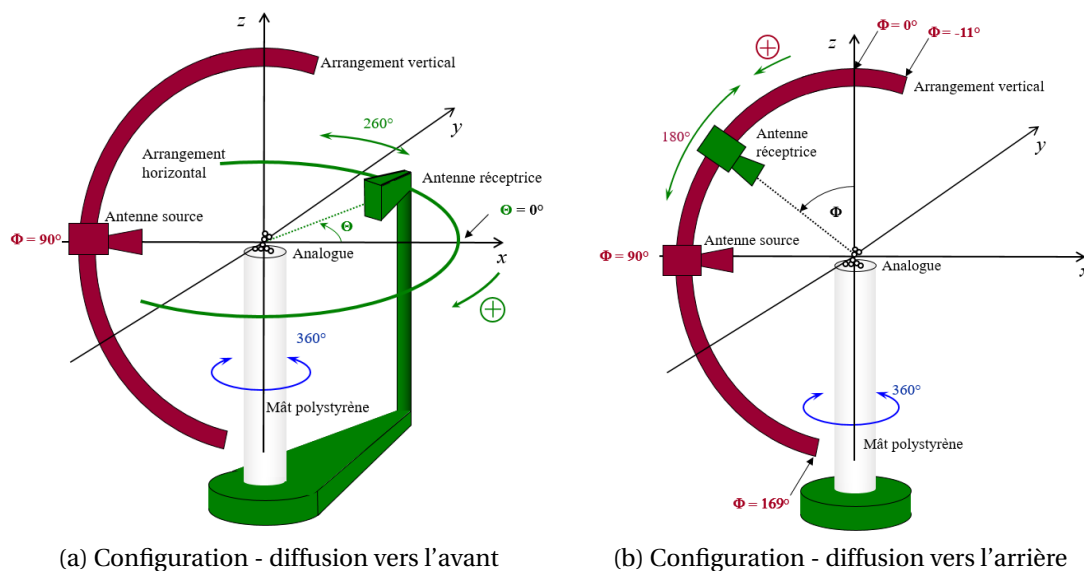 z
Arrangement vertical
y
260°
Arrangement
horizontal
Antenne réceptrice
Antenne source
Θ
Θ = 0°
Φ = 90°
x
Analogue
360°
Mât polystyrène
(a) Configuration - diffusion vers l'avant
Φ = 0°
Φ = -11°
z
Arrangement vertical
180°
Antenne
réceptrice
y
Φ
Antenne source
Φ = 90°
x
Analogue
360°
Mât polystyrène
Φ = 169°
(b) Configuration - diffusion vers l'arrière